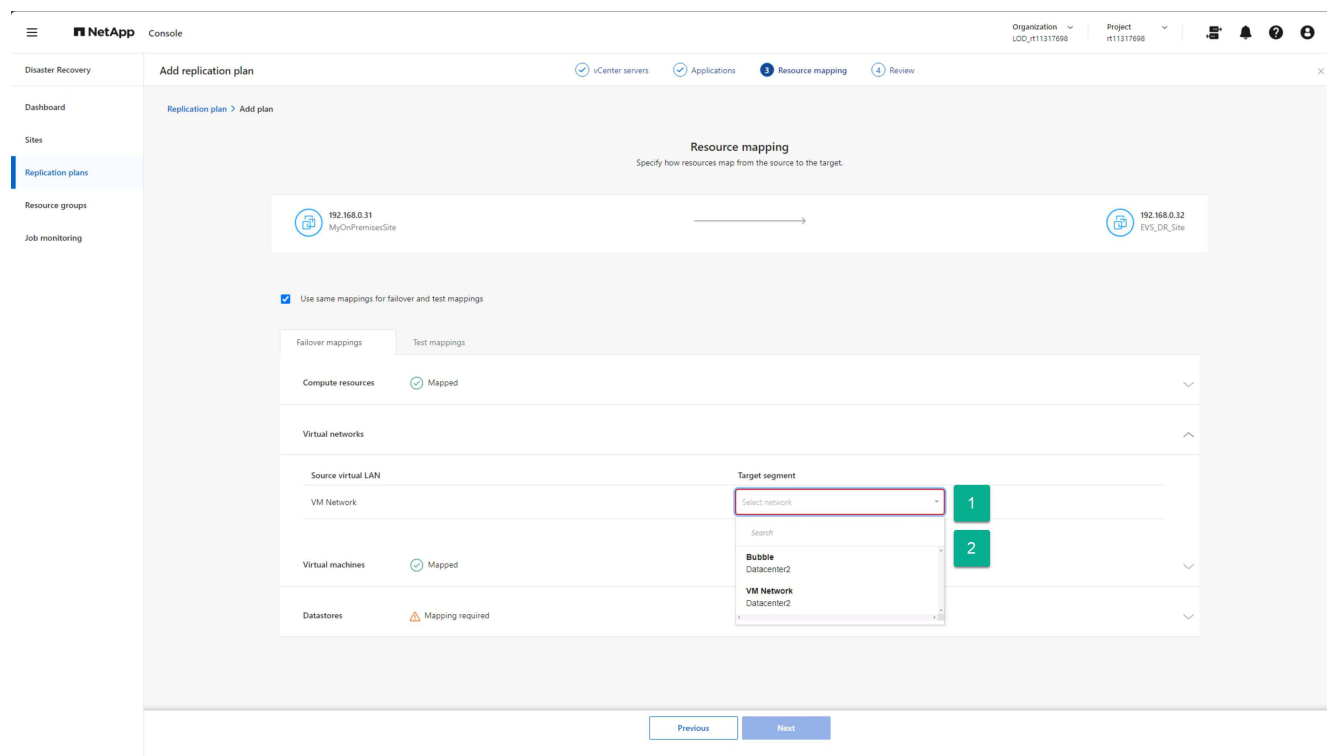 NetApp Console
Organization
LOD_rt11317698
Project
rt11317698
Disaster Recovery
Add replication plan
vCenter servers
Applications
3 Resource mapping
4 Review
Dashboard
Sites
Replication plans
Resource groups
Job monitoring
Replication plan > Add plan
Resource mapping
Specify how resources map from the source to the target.
192.168.0.31
MyOnPremisesSite
192.168.0.32
EVS_DR_Site
Use same mappings for failover and test mappings
Failover mappings
Test mappings
Compute resources
Mapped
Virtual networks
Source virtual LAN
Target segment
VM Network
Select network
1
Search
2
Bubble
Datacenter2
VM Network
Datacenter2
Virtual machines
Mapped
Datastores
Mapping required
Previous
Next